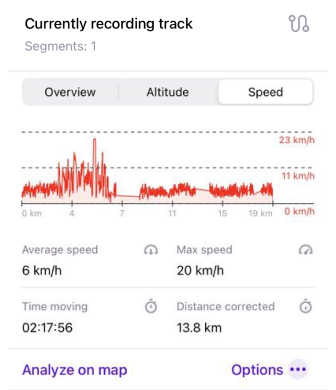 Currently recording track
Segments: 1
Overview Altitude Speed
23 km/h
11 km/h
0 km/h
0 km 4 7 11 15 19 km
Average speed Max speed
6 km/h 20 km/h
Time moving Distance corrected
02:17:56 13.8 km
Analyze on map Options